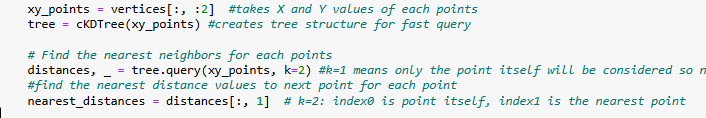 xy_points = vertices[:, :2]  #takes X and Y values of each points
tree = cKDTree(xy_points) #creates tree structure for fast query
# Find the nearest neighbors for each points
distances, _ = tree.query(xy_points, k=2) #k=1 means only the point itself will be considered so n
#find the nearest distance values to next point for each point
nearest_distances = distances[:, 1]  # k=2: index0 is point itself, index1 is the nearest point